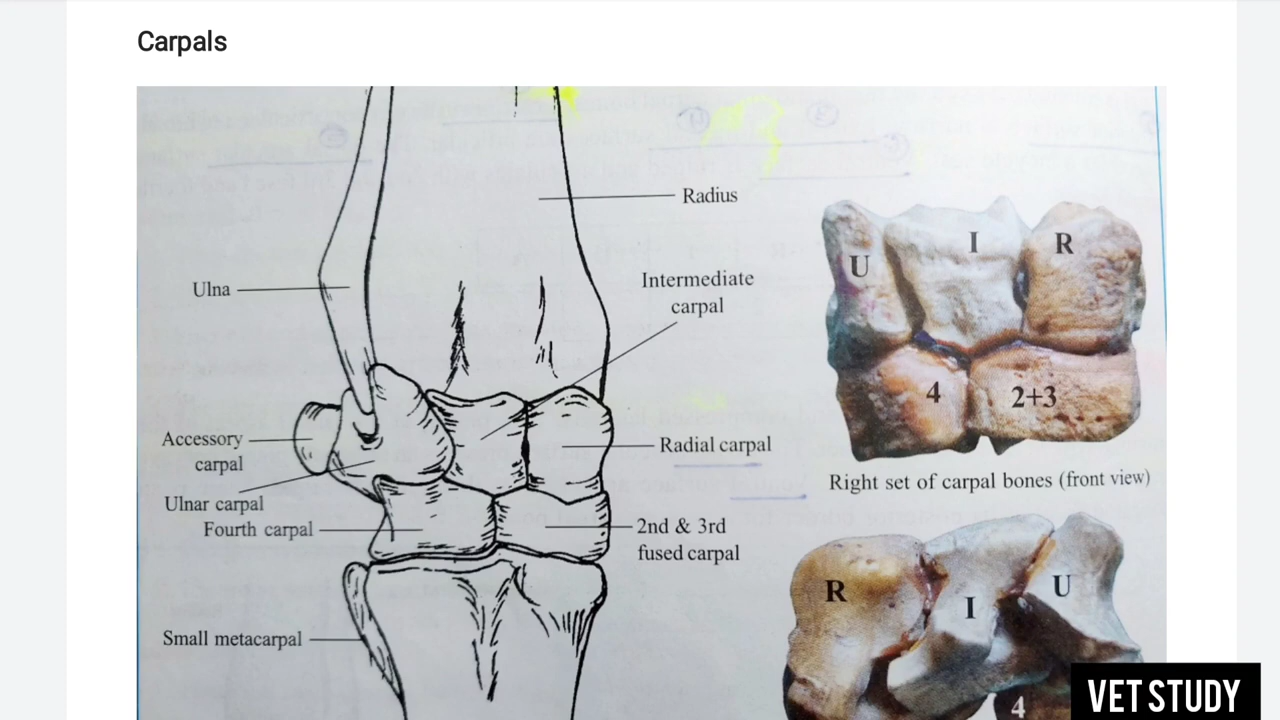 Carpals
Radius
Ulna
Intermediate
carpal
Accessory
carpal
Radial carpal
Ulnar carpal
Fourth carpal
2nd & 3rd
fused carpal
Small metacarpal
U
I
R
4
2+3
Right set of carpal bones (front view)
R
I
U
4
VET STUDY